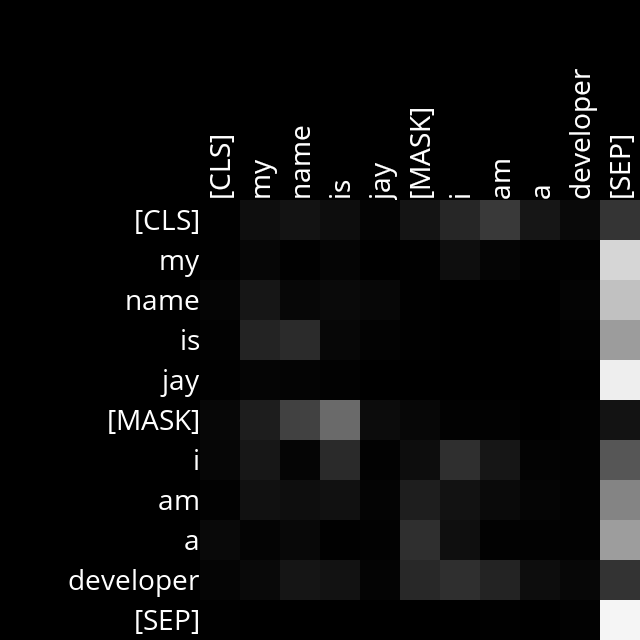 [CLS]
my
name
is
jay
[MASK]
i
am
a
developer
[SEP]
[CLS]
my
name
is
jay
[MASK]
i
am
a
developer
[SEP]